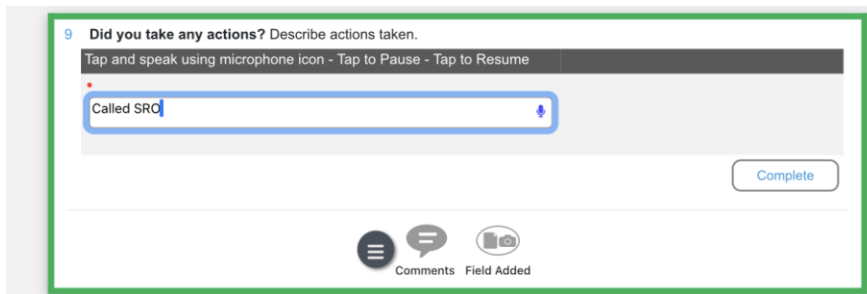 9 Did you take any actions? Describe actions taken.
Tap and speak using microphone icon - Tap to Pause - Tap to Resume
*
Called SRO
Complete
Comments Field Added